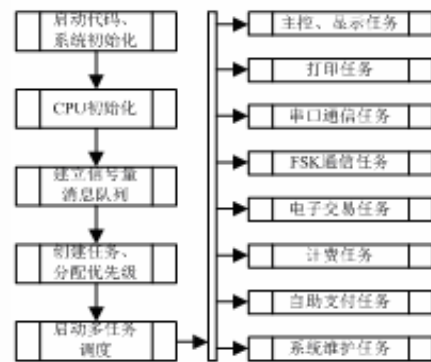 启动代码、
系统初始化
CPU初始化
建立信号量
消息队列
创建任务、
分配优先级
启动多任务
调度
主控、显示任务
打印任务
串口通信任务
FSK通信任务
电子交易任务
计费任务
自助支付任务
系统维护任务